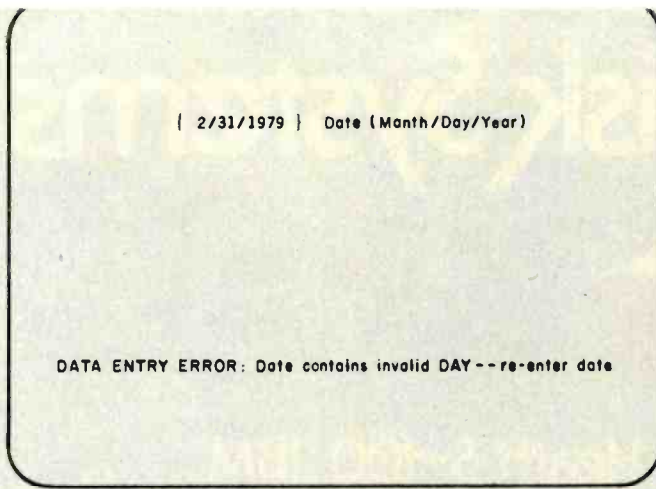 { 2/31/1979 } Date (Month/Day/Year)
DATA ENTRY ERROR: Date contains invalid DAY--re-enter date